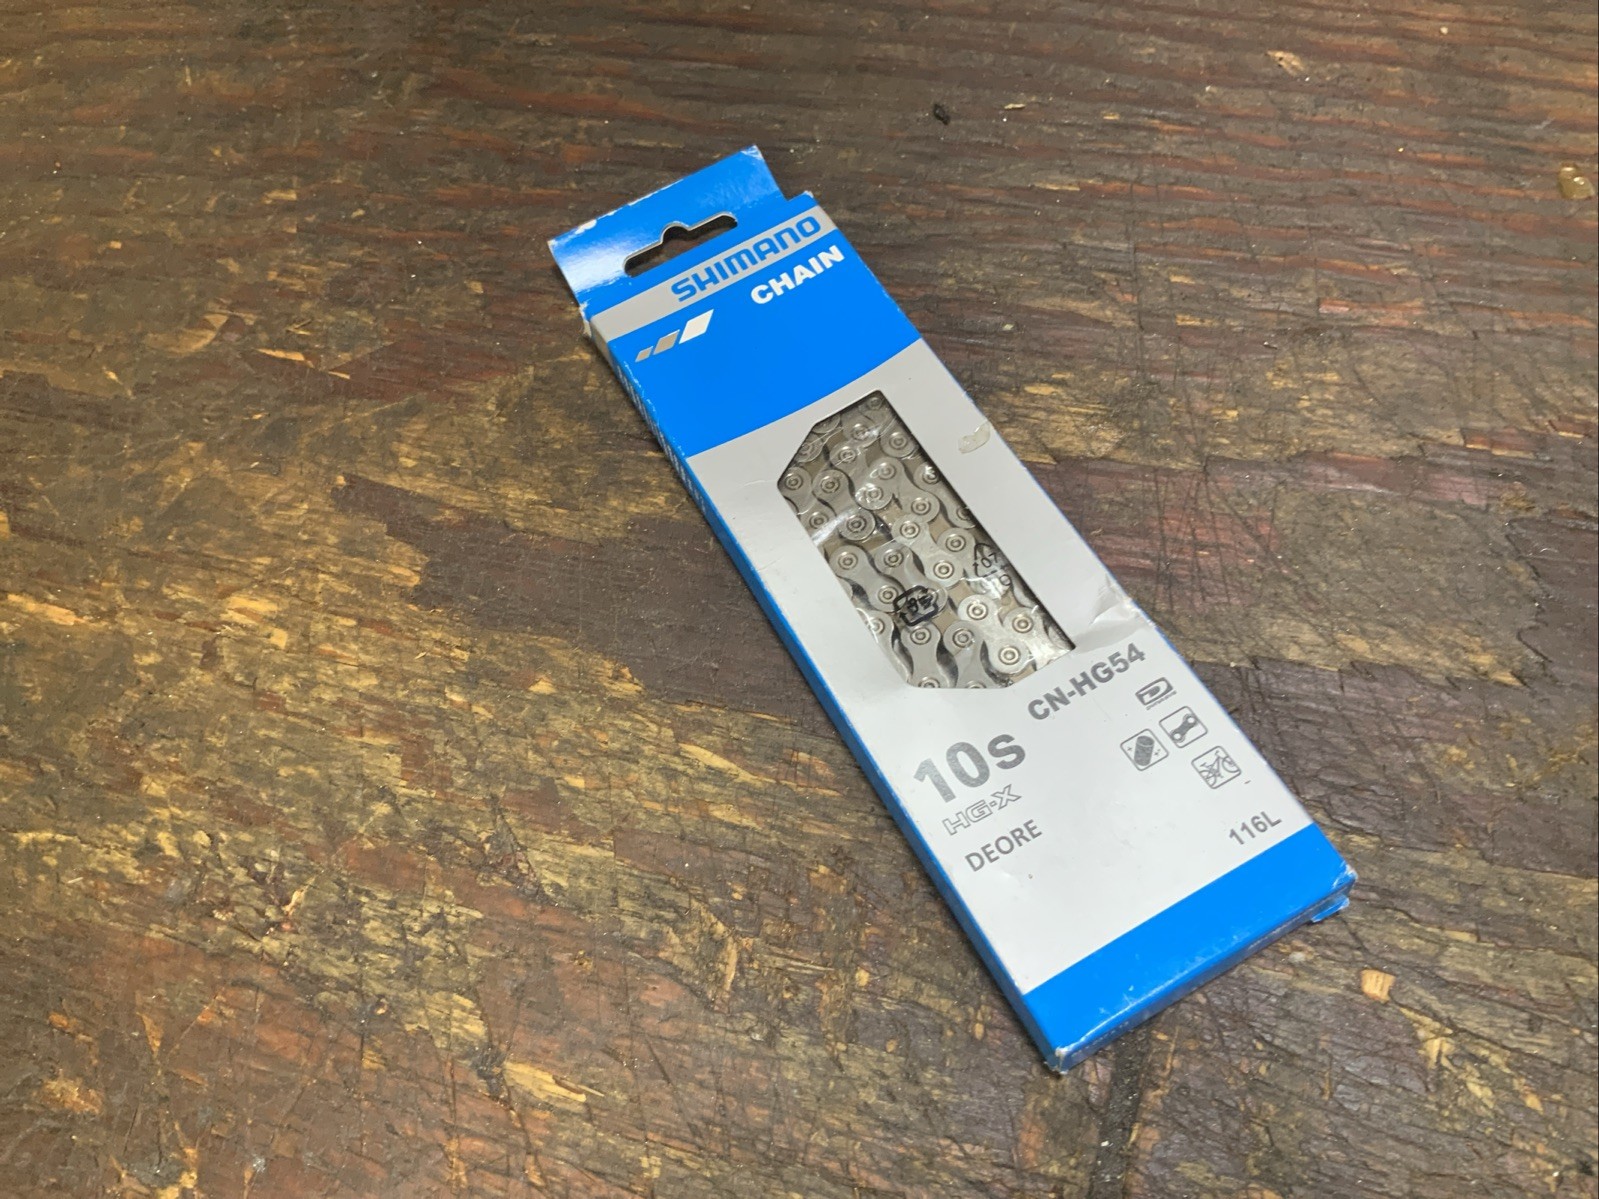 SHIMANO
CHAIN
CN-HG54
10s
HG-X
DEORE
116L